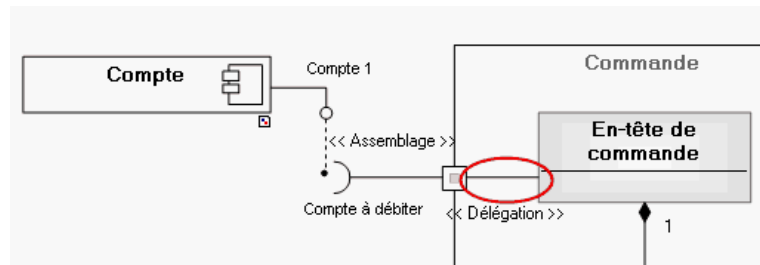 Commande
Compte
Compte 1
En-tête de
commande
<< Assemblage >>
Compte à débiter
<< Délégation >>
1